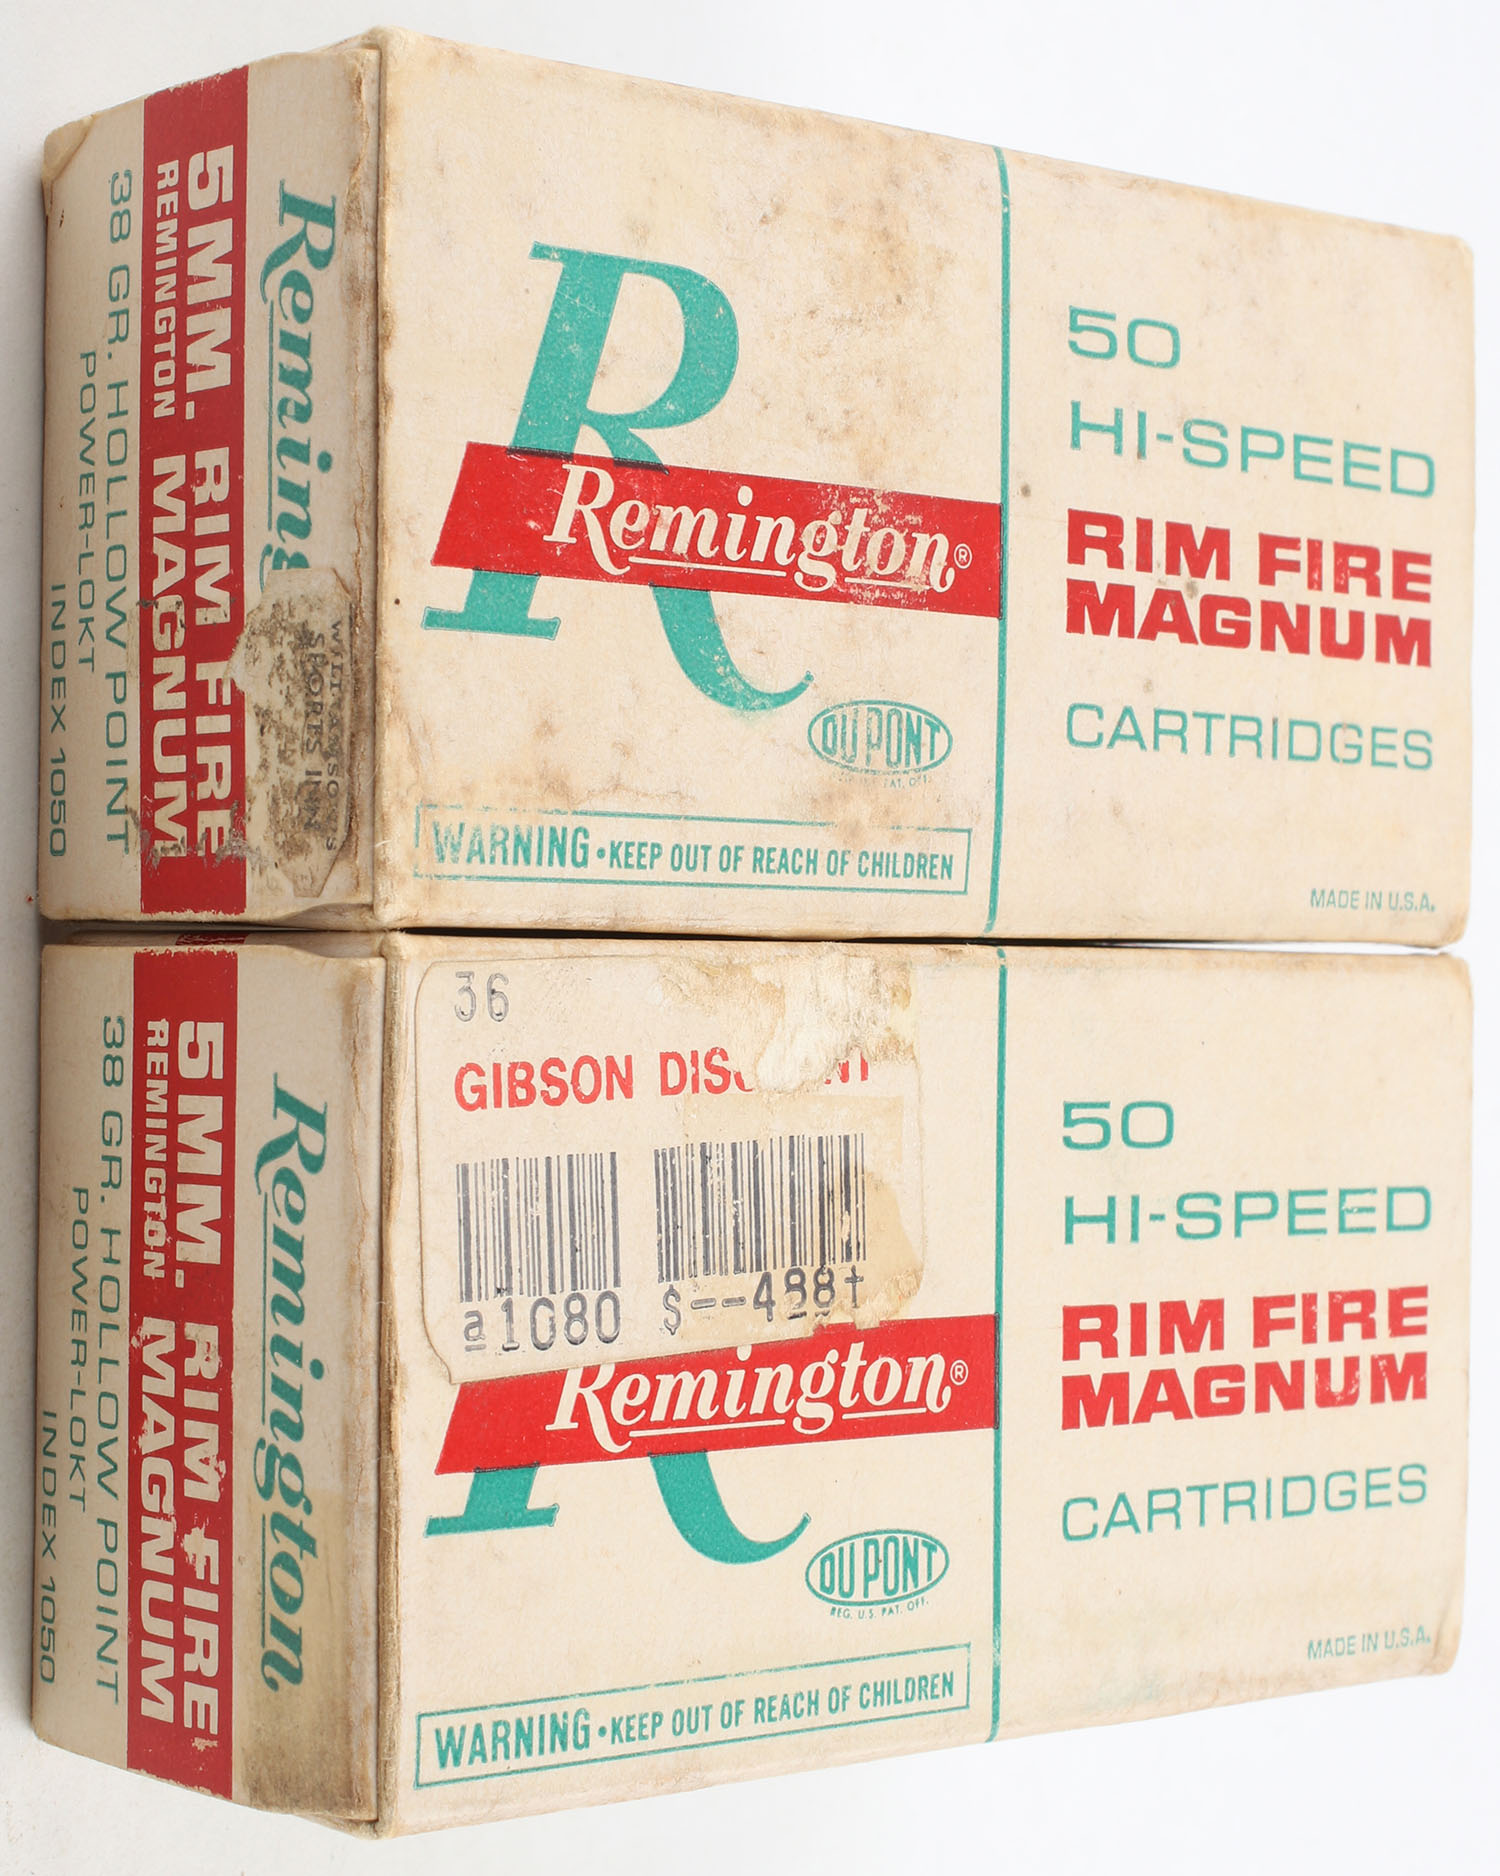 Remington
5MM. RIM FIRE
REMINGTON MAGNUM
38 GR. HOLLOW POINT
POWER-LOKT
INDEX 1050
R
Remington®
DU PONT
PAT. OFF.
WARNING • KEEP OUT OF REACH OF CHILDREN
50
HI-SPEED
RIM FIRE
MAGNUM
CARTRIDGES
MADE IN U.S.A.
Remington
5MM. RIM FIRE
REMINGTON MAGNUM
38 GR. HOLLOW POINT
POWER-LOKT
INDEX 1050
36
GIBSON
a1080 $--488†
Remington®
DU PONT
REG. U.S. PAT. OFF.
WARNING • KEEP OUT OF REACH OF CHILDREN
50
HI-SPEED
RIM FIRE
MAGNUM
CARTRIDGES
MADE IN U.S.A.